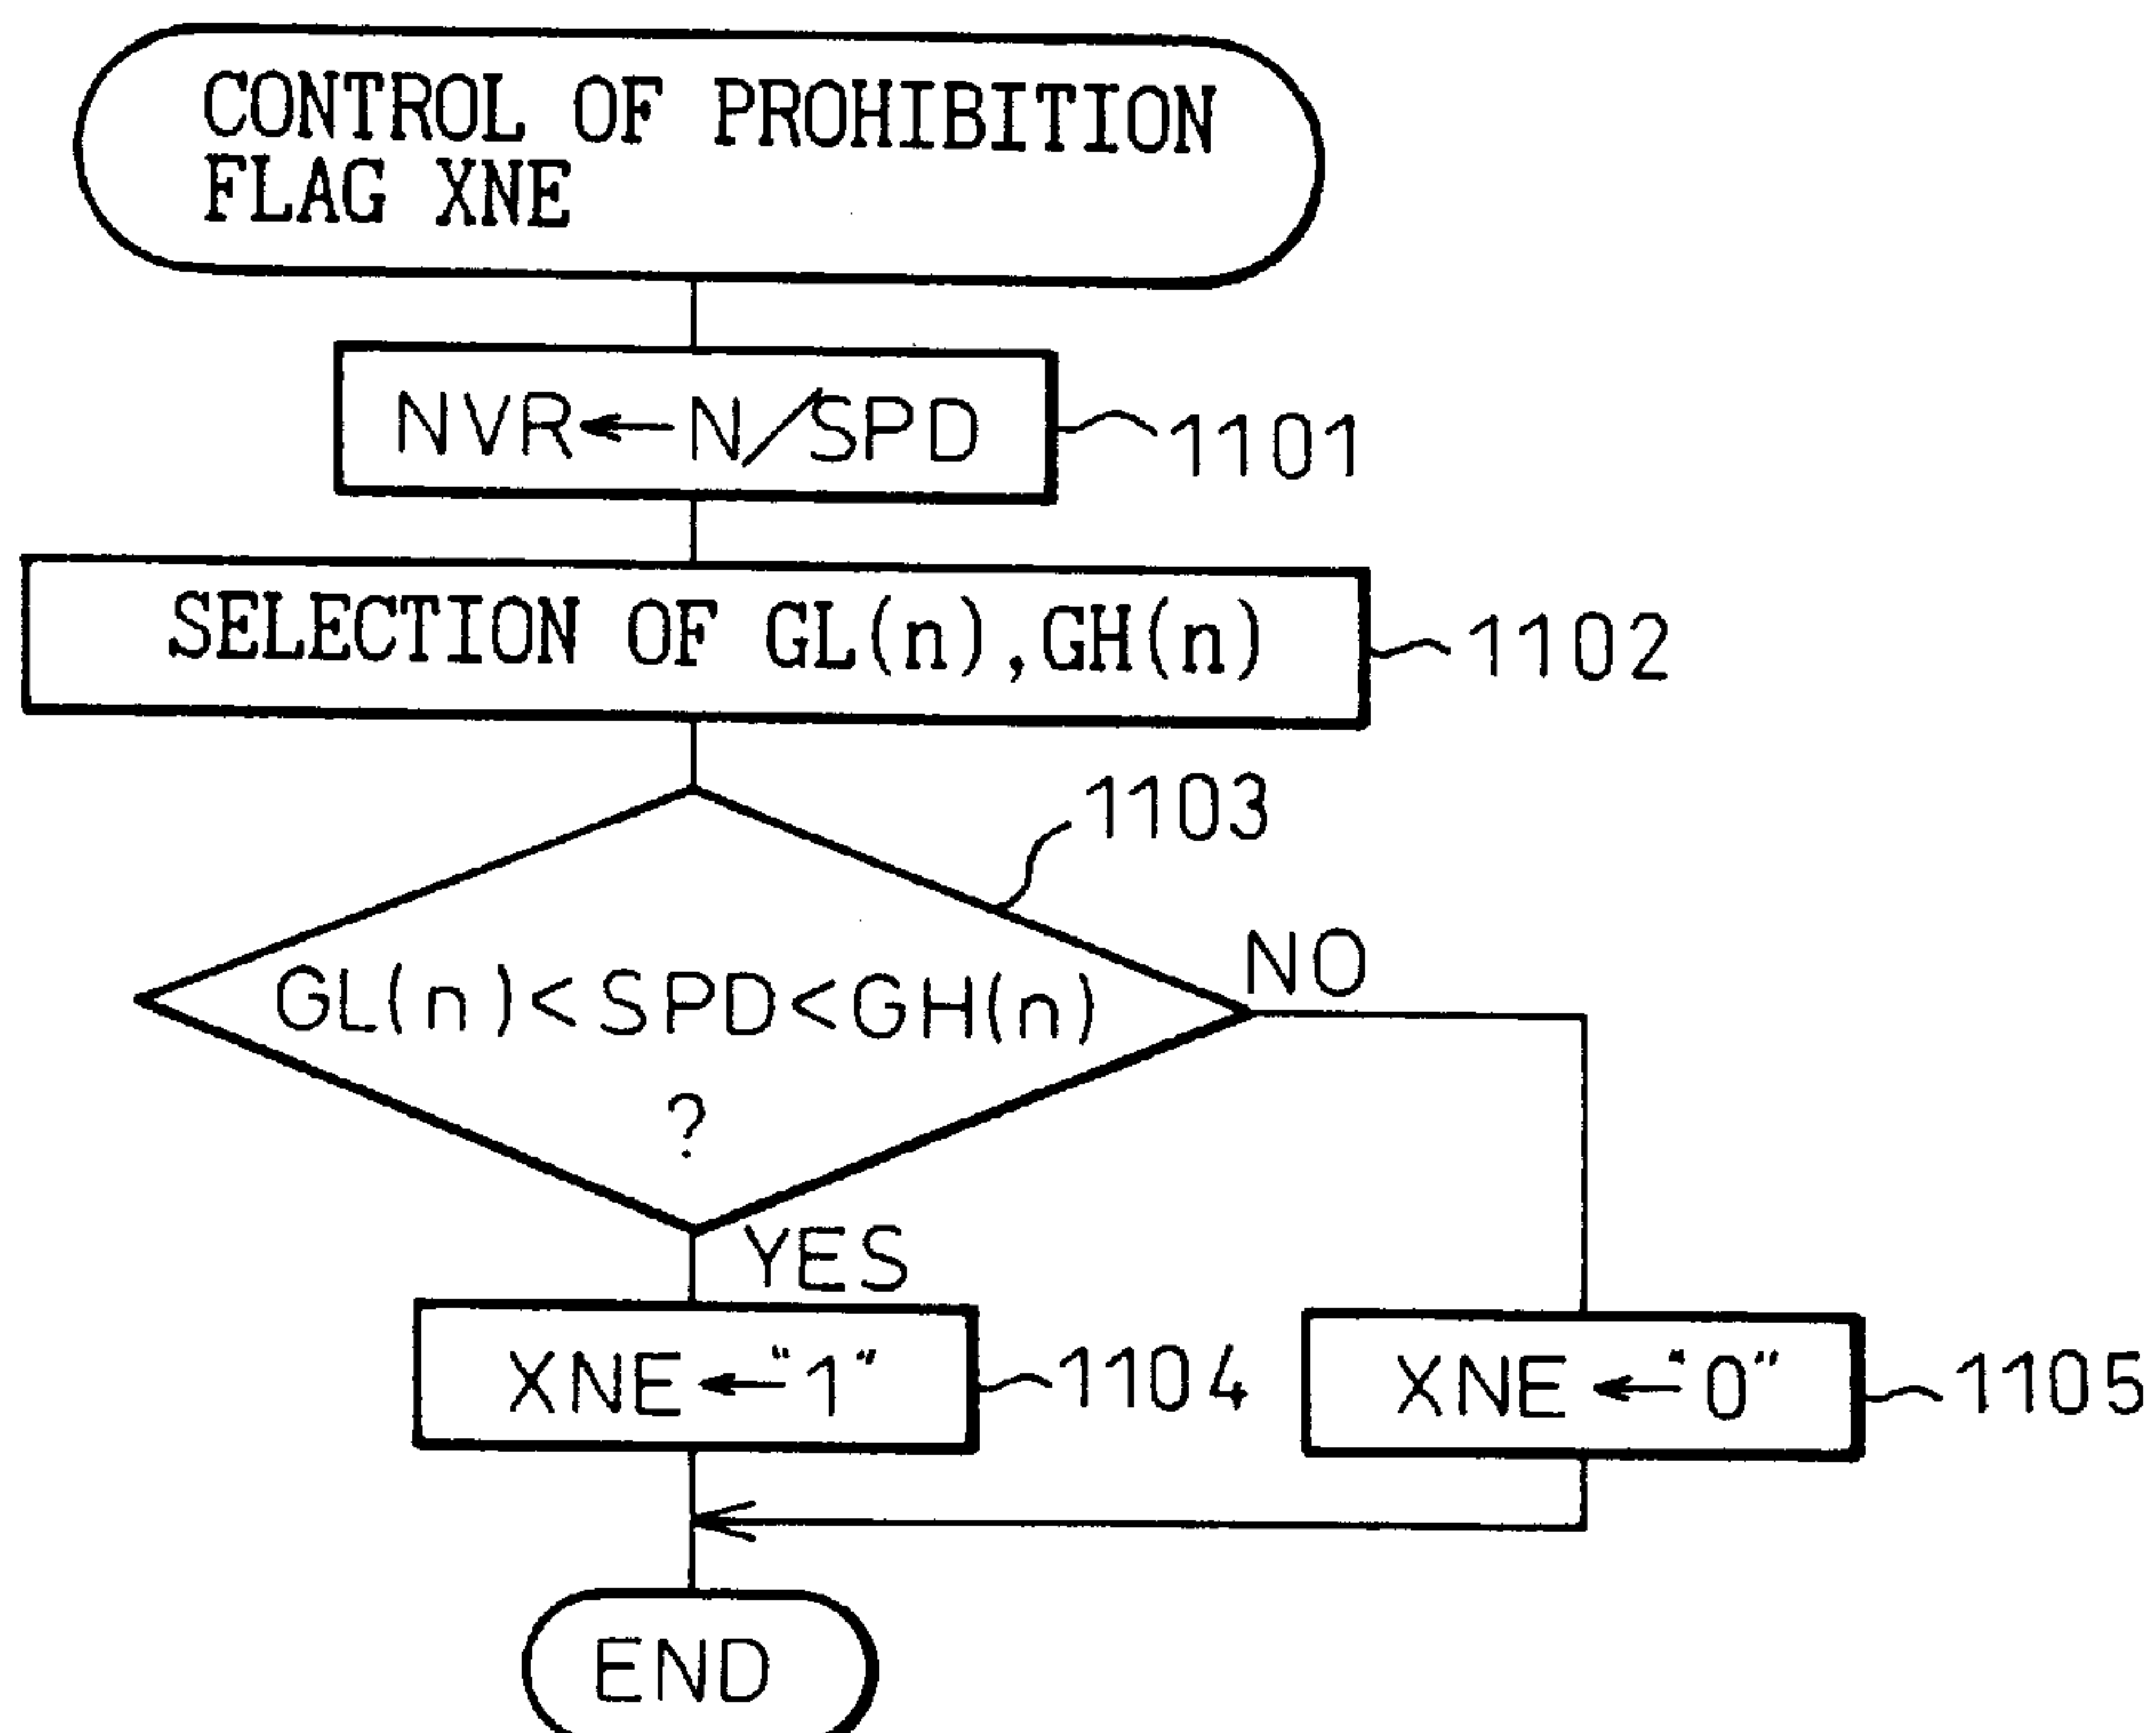 CONTROL OF PROHIBITION
FLAG XNE
NVR←N/SPD
1101
SELECTION OF GL(n),GH(n)
1102
1103
GL(n)<SPD<GH(n)
?
NO
YES
XNE←"1"
1104
XNE←"0"
1105
END